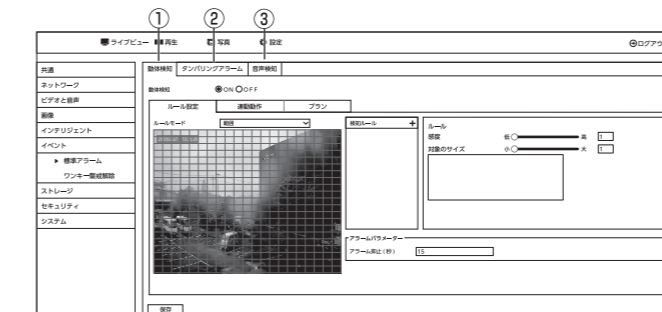 ① ② ③
ライブビュー 再生 写真 設定 ログアウ
共通
ネットワーク
ビデオと音声
画像
インテリジェント
イベント
▶ 標準アラーム
ワンキー警戒解除
ストレージ
セキュリティ
システム
動体検知 タンパリングアラーム 音声検知
動体検知 ON OFF
ルール設定 連動動作 プラン
ルールモード 範囲
検知ルール +
ルール
感度 低 高 1
対象のサイズ 小 大 1
アラームパラメーター
アラーム抑止(秒) 15
保存